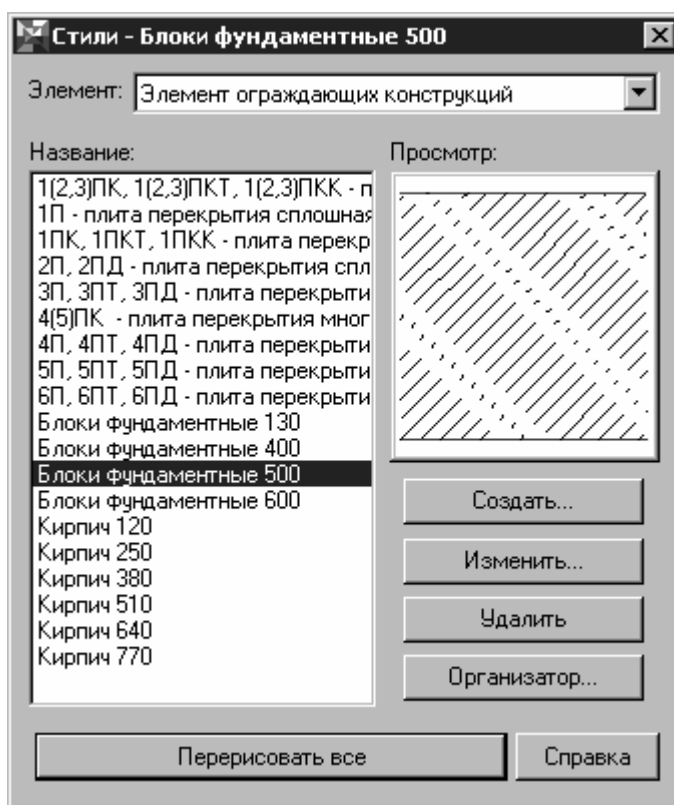 Стили - Блоки фундаментные 500
Элемент: Элемент ограждающих конструкций
Название:
Просмотр:
1(2,3)ПК, 1(2,3)ПКТ, 1(2,3)ПКК - п
1П - плита перекрытия сплошная
1ПК, 1ПКТ, 1ПКК - плита перекр
2П, 2ПД - плита перекрытия спл
3П, 3ПТ, 3ПД - плита перекрыти
4(5)ПК - плита перекрытия мног
4П, 4ПТ, 4ПД - плита перекрыти
5П, 5ПТ, 5ПД - плита перекрыти
6П, 6ПТ, 6ПД - плита перекрыти
Блоки фундаментные 130
Блоки фундаментные 400
Блоки фундаментные 500
Блоки фундаментные 600
Кирпич 120
Кирпич 250
Кирпич 380
Кирпич 510
Кирпич 640
Кирпич 770
Создать...
Изменить...
Удалить
Организатор...
Перерисовать все
Справка